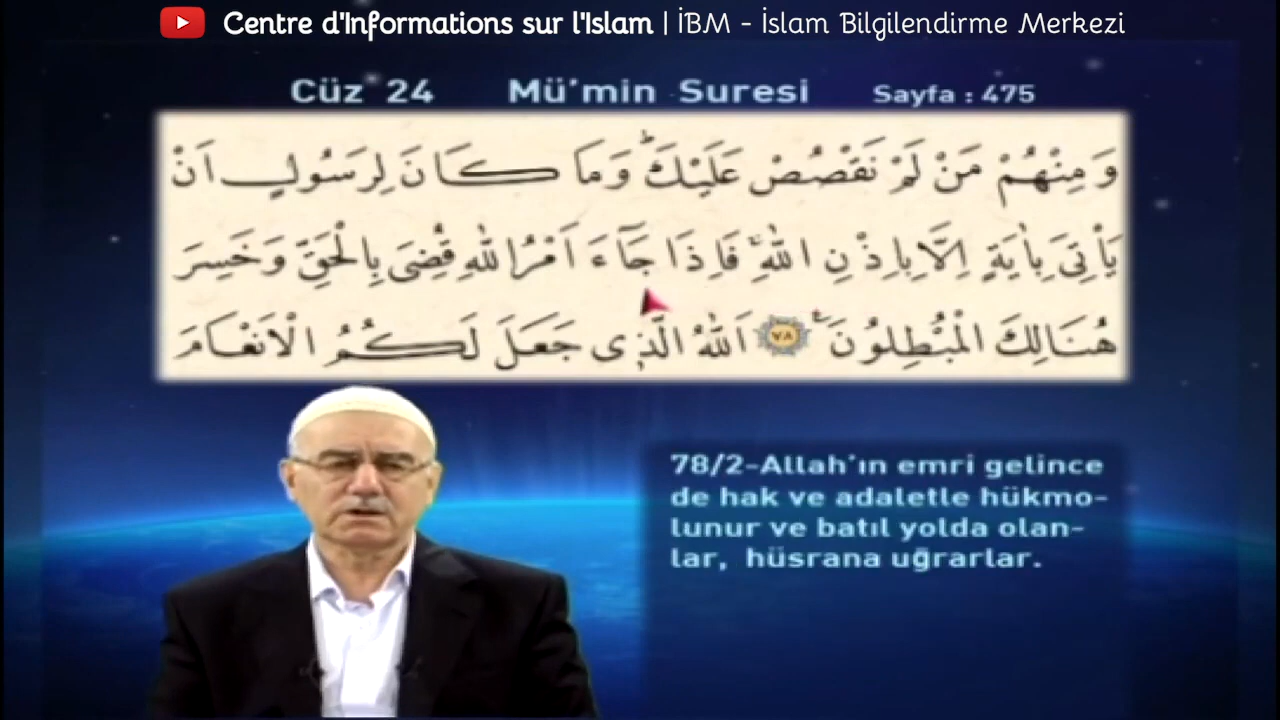 Centre d'Informations sur l'Islam | İBM - İslam Bilgilendirme Merkezi
Cüz 24 Mü'min Suresi Sayfa : 475
وَمِنْهُمْ مَنْ لَمْ نَقْصُصْ عَلَيْكَۜ وَمَا كَانَ لِرَسُولٍ اَنْ
يَأْتِيَ بِاٰيَةٍ اِلَّا بِاِذْنِ اللّٰهِۚ فَاِذَا جَٓاءَ اَمْرُ اللّٰهِ قُضِيَ بِالْحَقِّ وَخَسِرَ
هُنَالِكَ الْمُبْطِلُونَ۟ ﴿٧٨﴾ اَللّٰهُ الَّذ۪ي جَعَلَ لَكُمُ الْاَنْعَامَ
78/2-Allah'ın emri gelince
de hak ve adaletle hükmo-
lunur ve batıl yolda olan-
lar, hüsrana uğrarlar.